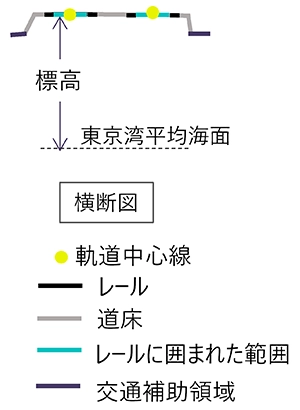 標高
東京湾平均海面
横断図
軌道中心線
レール
道床
レールに囲まれた範囲
交通補助領域